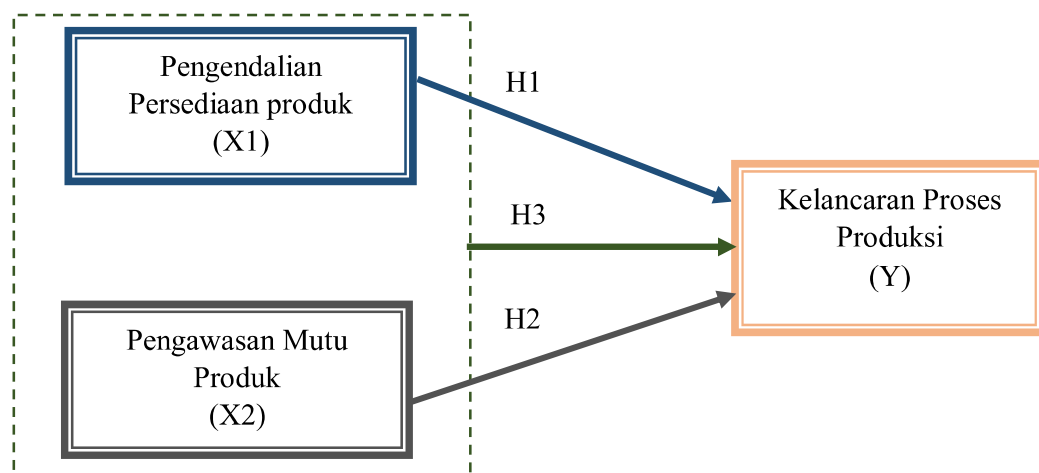 Pengendalian
Persediaan produk
(X1)
H1
H3
Kelancaran Proses
Produksi
(Y)
H2
Pengawasan Mutu
Produk
(X2)